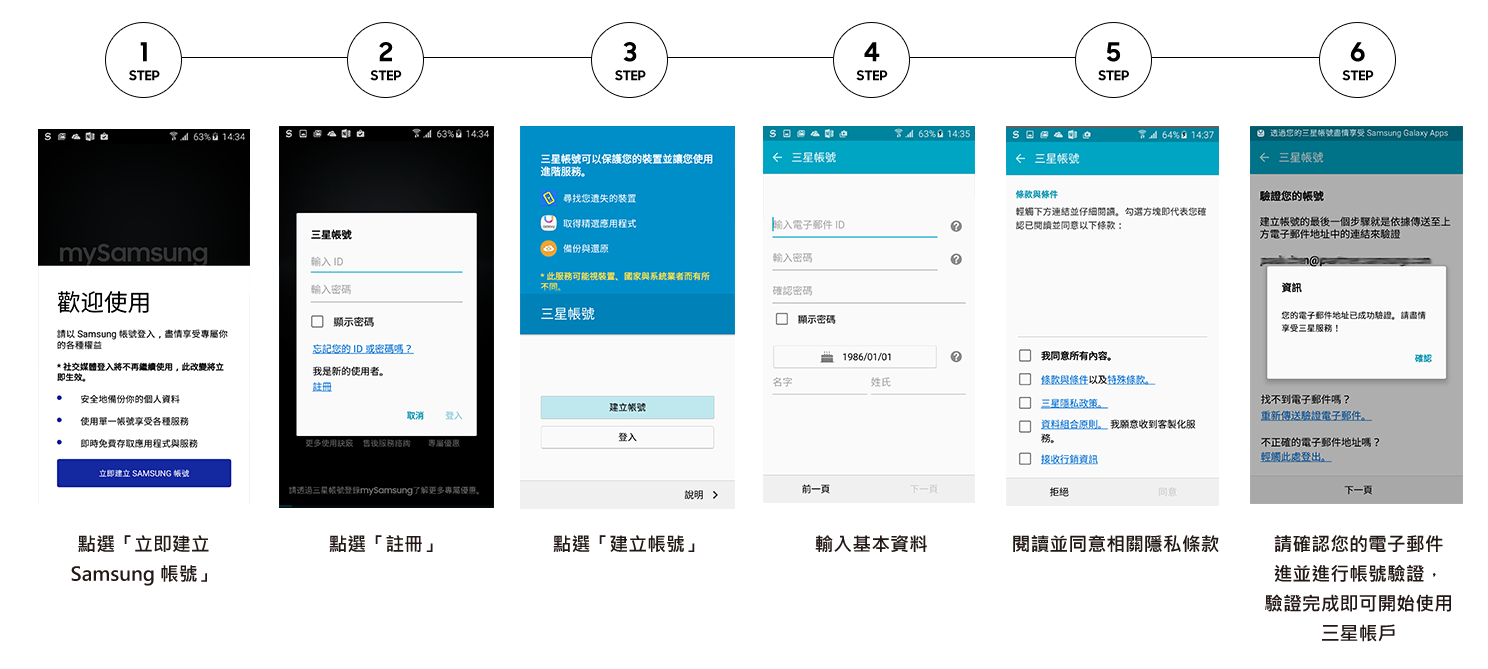 1
STEP
2
STEP
3
STEP
4
STEP
5
STEP
6
STEP
63% 14:34
mySamsung
歡迎使用
請以 Samsung 帳號登入，盡情享受專屬你
的各種權益
* 社交媒體登入將不再繼續使用，此改變將立
即生效。
• 安全地備份你的個人資料
• 使用單一帳號享受各種服務
• 即時免費存取應用程式與服務
立即建立 SAMSUNG 帳號
點選「立即建立
Samsung 帳號」
63% 14:34
三星帳號
輸入 ID
輸入密碼
顯示密碼
忘記您的 ID 或密碼嗎？
我是新的使用者。
註冊
取消 登入
更多使用訣竅 售後服務諮詢 專屬優惠
請透過三星帳號登錄mySamsung了解更多專屬優惠。
點選「註冊」
三星帳號可以保護您的裝置並讓您使用
進階服務。
尋找您遺失的裝置
取得精選應用程式
備份與還原
* 此服務可能視裝置、國家與系統業者而有所
不同。
三星帳號
建立帳號
登入
說明 >
點選「建立帳號」
63% 14:35
← 三星帳號
輸入電子郵件 ID
輸入密碼
確認密碼
顯示密碼
1986/01/01
名字 姓氏
前一頁 下一頁
輸入基本資料
64% 14:37
← 三星帳號
條款與條件
輕觸下方連結並仔細閱讀。勾選方塊即代表您確
認已閱讀並同意以下條款：
我同意所有內容。
條款與條件以及特殊條款。
三星隱私政策。
資料組合原則。 我願意收到客製化服
務。
接收行銷資訊
拒絕 同意
閱讀並同意相關隱私條款
透過您的三星帳號盡情享受 Samsung Galaxy Apps
← 三星帳號
驗證您的帳號
建立帳號的最後一個步驟就是依據傳送至上
方電子郵件地址中的連結來驗證
資訊
您的電子郵件地址已成功驗證。請盡情
享受三星服務！
確認
找不到電子郵件嗎？
重新傳送驗證電子郵件。
不正確的電子郵件地址嗎？
輕觸此處登出。
下一頁
請確認您的電子郵件
進並進行帳號驗證，
驗證完成即可開始使用
三星帳戶